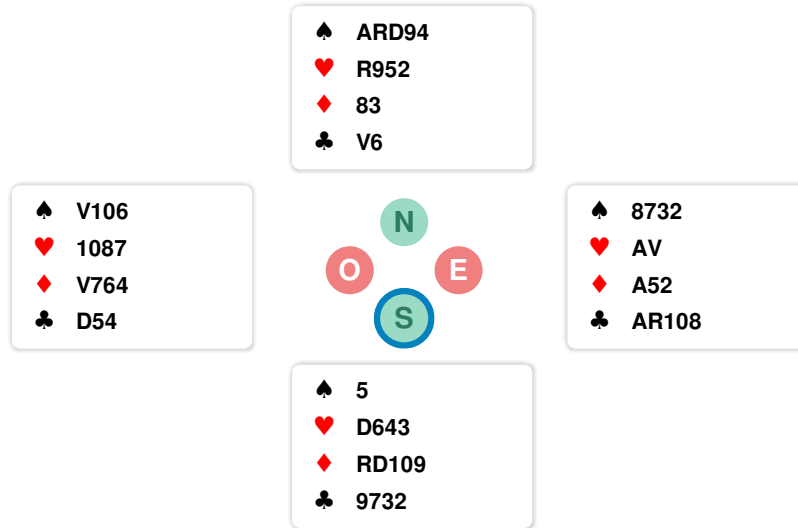 ♠ ARD94
♥ R952
♦ 83
♣ V6
♠ V106
♥ 1087
♦ V764
♣ D54
N
O
E
S
♠ 8732
♥ AV
♦ A52
♣ AR108
♠ 5
♥ D643
♦ RD109
♣ 9732